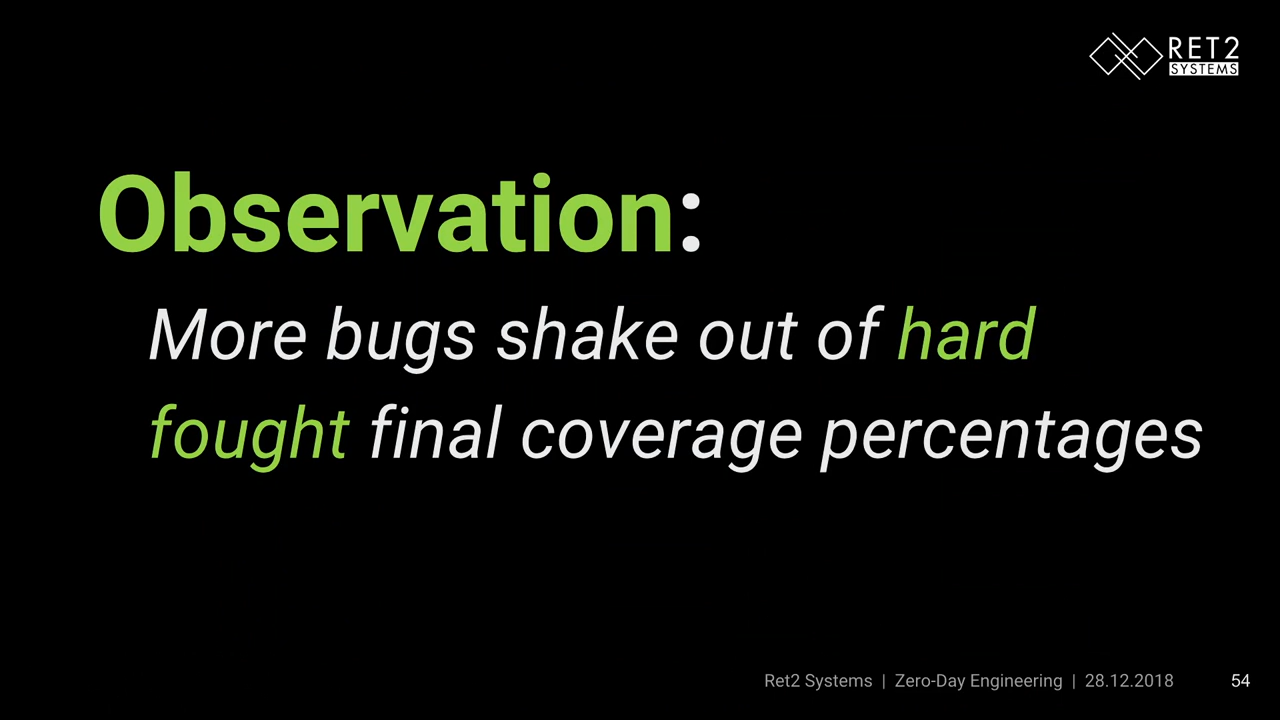 RET2
SYSTEMS
Observation:
More bugs shake out of hard
fought final coverage percentages
Ret2 Systems | Zero-Day Engineering | 28.12.2018 54